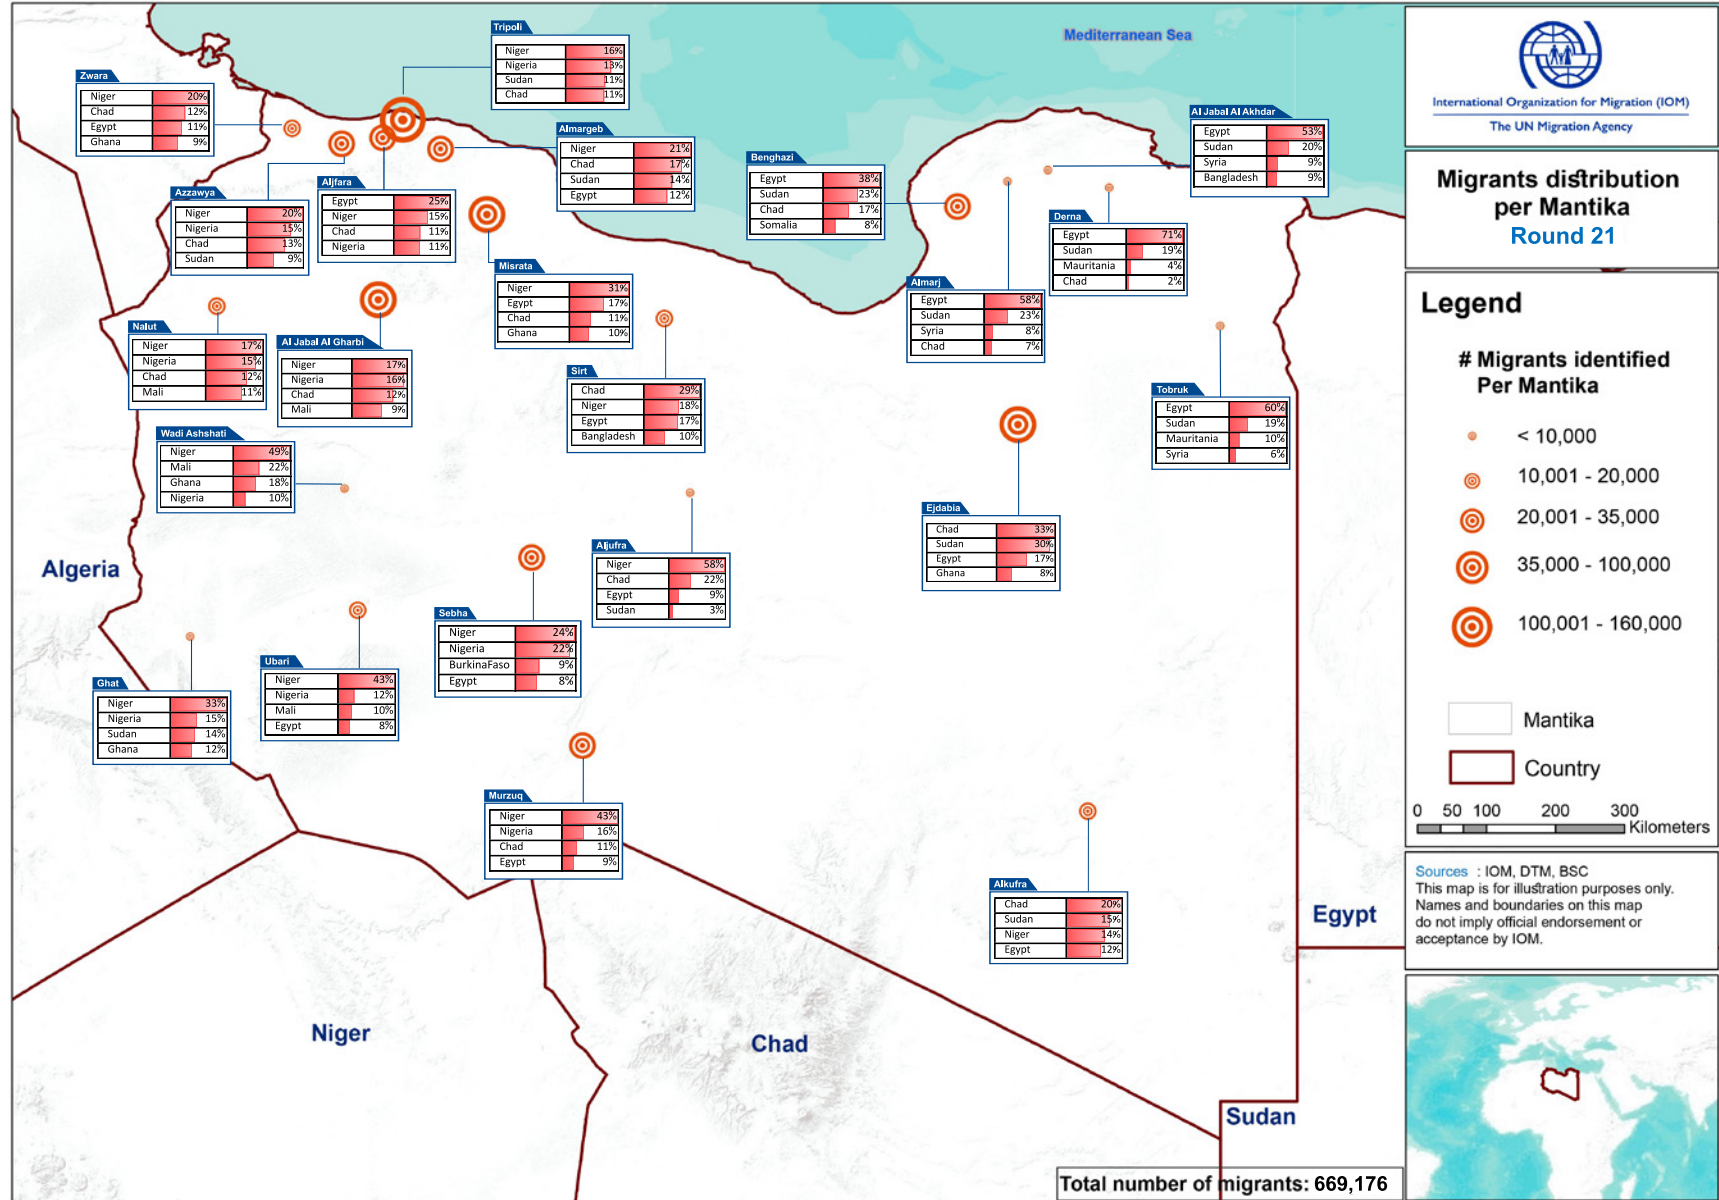 Mediterranean Sea
Tripoli
Niger 16%
Nigeria 13%
Sudan 11%
Chad 11%
Zwara
Niger 20%
Chad 12%
Egypt 11%
Ghana 9%
Almargeb
Niger 21%
Chad 17%
Sudan 14%
Egypt 12%
Benghazi
Egypt 38%
Sudan 23%
Chad 17%
Somalia 8%
Al Jabal Al Akhdar
Egypt 53%
Sudan 20%
Syria 9%
Bangladesh 9%
Azzawya
Niger 20%
Nigeria 15%
Chad 13%
Sudan 9%
Aljfara
Egypt 25%
Niger 15%
Chad 11%
Nigeria 11%
Derna
Egypt 71%
Sudan 19%
Mauritania 4%
Chad 2%
Misrata
Niger 31%
Egypt 17%
Chad 11%
Ghana 10%
Almarj
Egypt 58%
Sudan 23%
Syria 8%
Chad 7%
Nalut
Niger 17%
Nigeria 15%
Chad 12%
Mali 11%
Al Jabal Al Gharbi
Niger 17%
Nigeria 16%
Chad 12%
Mali 9%
Sirt
Chad 29%
Niger 18%
Egypt 17%
Bangladesh 10%
Tobruk
Egypt 60%
Sudan 19%
Mauritania 10%
Syria 6%
Wadi Ashshati
Niger 49%
Mali 22%
Ghana 18%
Nigeria 10%
Ejdabia
Chad 33%
Sudan 30%
Egypt 17%
Ghana 8%
Aljufra
Niger 58%
Chad 22%
Egypt 9%
Sudan 3%
Algeria
Sebha
Niger 24%
Nigeria 22%
BurkinaFaso 9%
Egypt 8%
Ubari
Niger 43%
Nigeria 12%
Mali 10%
Egypt 8%
Ghat
Niger 33%
Nigeria 15%
Sudan 14%
Ghana 12%
Murzuq
Niger 43%
Nigeria 16%
Chad 11%
Egypt 9%
Alkufra
Chad 20%
Sudan 15%
Niger 14%
Egypt 12%
Egypt
Niger
Chad
Sudan
Total number of migrants: 669,176
International Organization for Migration (IOM)
The UN Migration Agency
Migrants distribution
per Mantika
Round 21
Legend
# Migrants identified
Per Mantika
< 10,000
10,001 - 20,000
20,001 - 35,000
35,000 - 100,000
100,001 - 160,000
Mantika
Country
0 50 100 200 300
Kilometers
Sources : IOM, DTM, BSC
This map is for illustration purposes only.
Names and boundaries on this map
do not imply official endorsement or
acceptance by IOM.